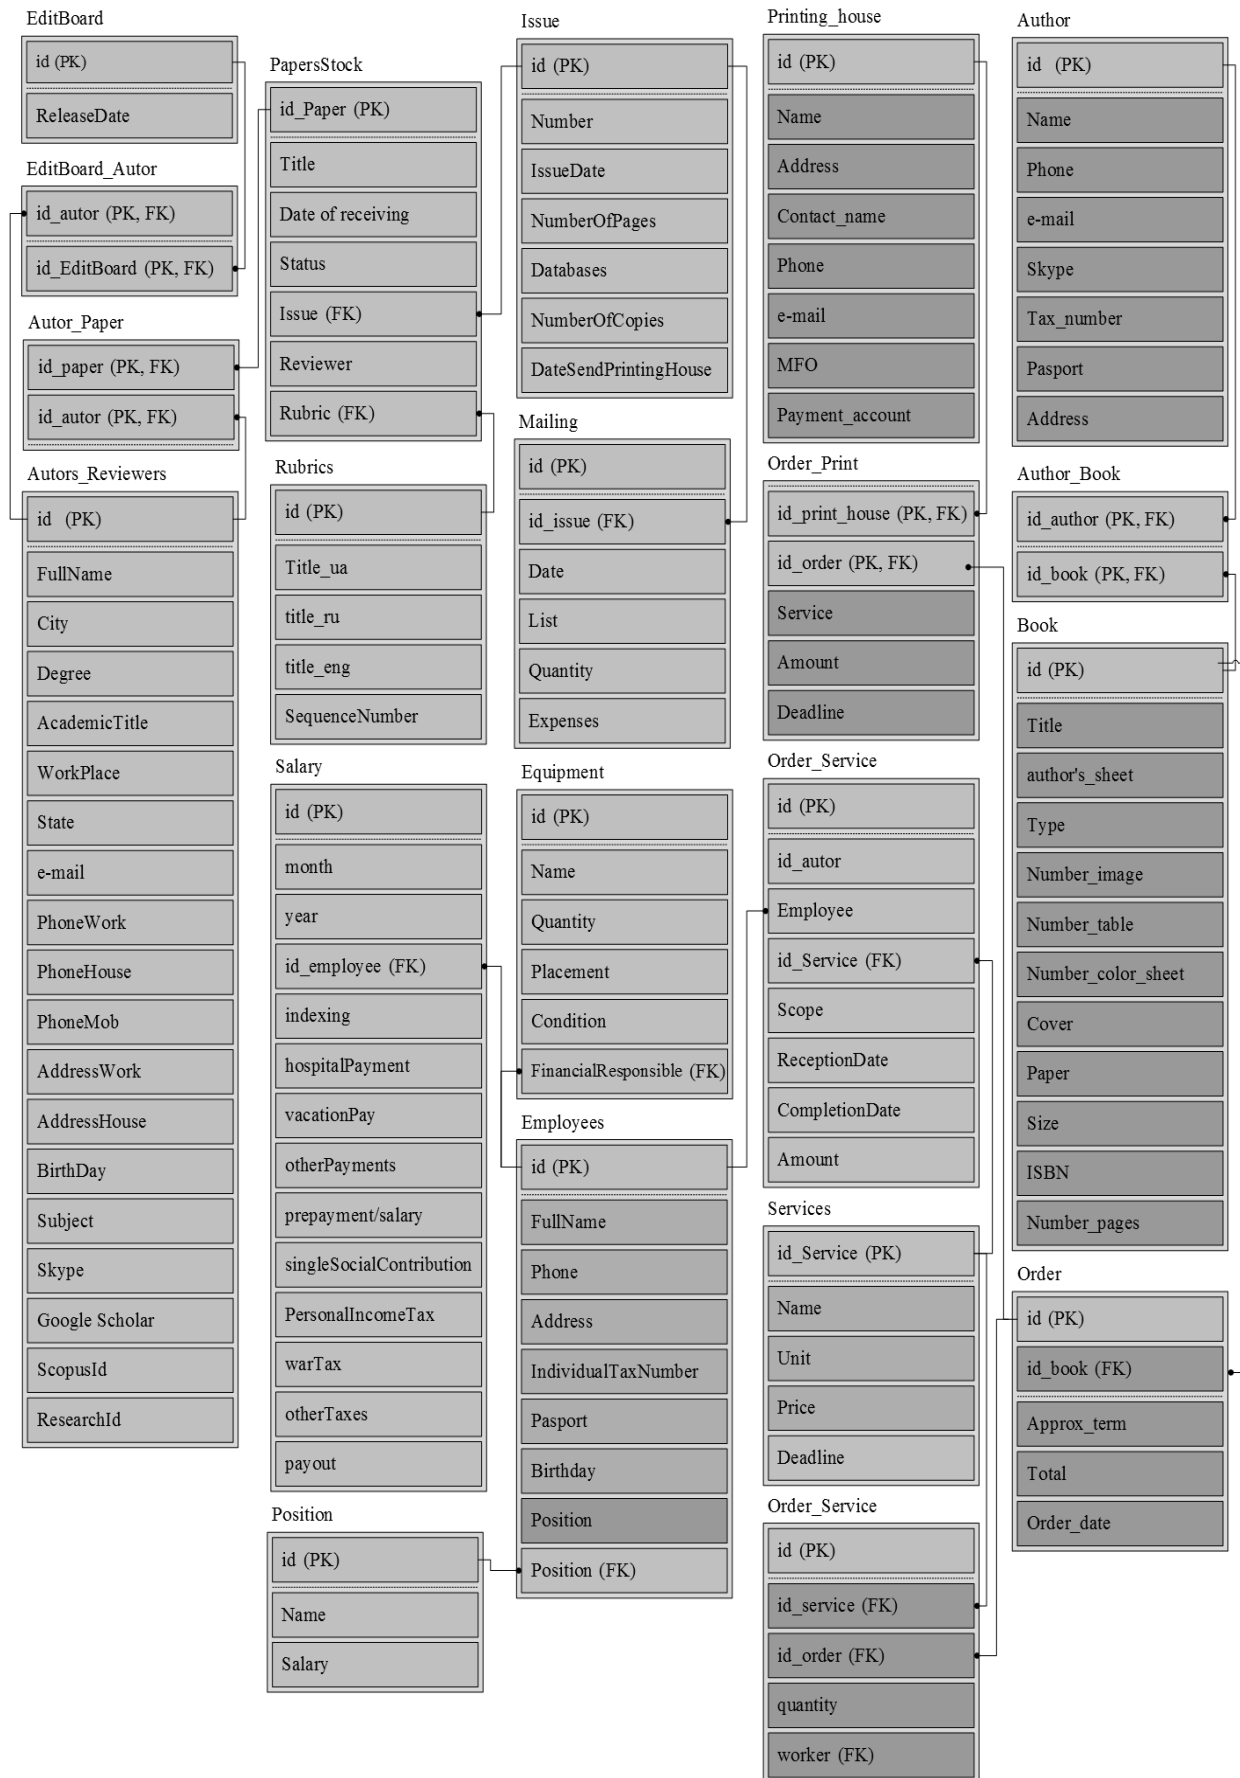 EditBoard
id (PK)
ReleaseDate
EditBoard_Autor
id_autor (PK, FK)
id_EditBoard (PK, FK)
Autor_Paper
id_paper (PK, FK)
id_autor (PK, FK)
Autors_Reviewers
id (PK)
FullName
City
Degree
AcademicTitle
WorkPlace
State
e-mail
PhoneWork
PhoneHouse
PhoneMob
AddressWork
AddressHouse
BirthDay
Subject
Skype
Google Scholar
ScopusId
ResearchId
PapersStock
id_Paper (PK)
Title
Date of receiving
Status
Issue (FK)
Reviewer
Rubric (FK)
Rubrics
id (PK)
Title_ua
title_ru
title_eng
SequenceNumber
Salary
id (PK)
month
year
id_employee (FK)
indexing
hospitalPayment
vacationPay
otherPayments
prepayment/salary
singleSocialContribution
PersonalIncomeTax
warTax
otherTaxes
payout
Position
id (PK)
Name
Salary
Issue
id (PK)
Number
IssueDate
NumberOfPages
Databases
NumberOfCopies
DateSendPrintingHouse
Mailing
id (PK)
id_issue (FK)
Date
List
Quantity
Expenses
Equipment
id (PK)
Name
Quantity
Placement
Condition
FinancialResponsible (FK)
Employees
id (PK)
FullName
Phone
Address
IndividualTaxNumber
Pasport
Birthday
Position
Position (FK)
Printing_house
id (PK)
Name
Address
Contact_name
Phone
e-mail
MFO
Payment_account
Order_Print
id_print_house (PK, FK)
id_order (PK, FK)
Service
Amount
Deadline
Order_Service
id (PK)
id_autor
Employee
id_Service (FK)
Scope
ReceptionDate
CompletionDate
Amount
Services
id_Service (PK)
Name
Unit
Price
Deadline
Order_Service
id (PK)
id_service (FK)
id_order (FK)
quantity
worker (FK)
Author
id (PK)
Name
Phone
e-mail
Skype
Tax_number
Pasport
Address
Author_Book
id_author (PK, FK)
id_book (PK, FK)
Book
id (PK)
Title
author's_sheet
Type
Number_image
Number_table
Number_color_sheet
Cover
Paper
Size
ISBN
Number_pages
Order
id (PK)
id_book (FK)
Approx_term
Total
Order_date